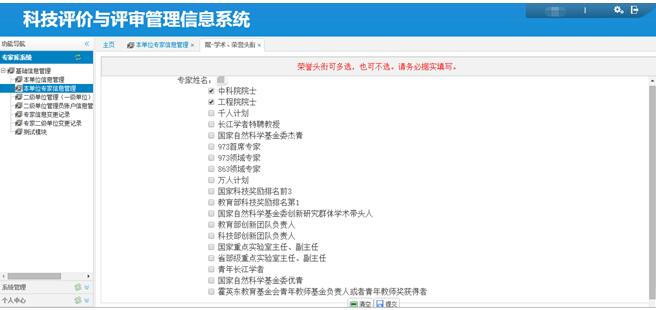 科技评价与评审管理信息系统
功能导航
主页 本单位专家信息管理 × 院~学术、荣誉头衔 ×
专家库系统
荣誉头衔可多选，也可不选。请务必据实填写。
基础信息管理
本单位信息管理
本单位专家信息管理
二级单位管理（一级单位）
二级单位管理员账户信息管
专家信息变更记录
专家二级单位变更记录
测试模块
专家姓名：
中科院院士
工程院院士
千人计划
长江学者特聘教授
国家自然科学基金委杰青
973首席专家
973领域专家
863领域专家
万人计划
国家科技奖励排名前3
教育部科技奖励排名第1
国家自然科学基金委创新研究群体学术带头人
教育部创新团队负责人
科技部创新团队负责人
国家重点实验室主任、副主任
省部级重点实验室主任、副主任
青年长江学者
国家自然科学基金委优青
霍英东教育基金会青年教师基金负责人或者青年教师奖获得者
清空 提交
系统管理
个人中心